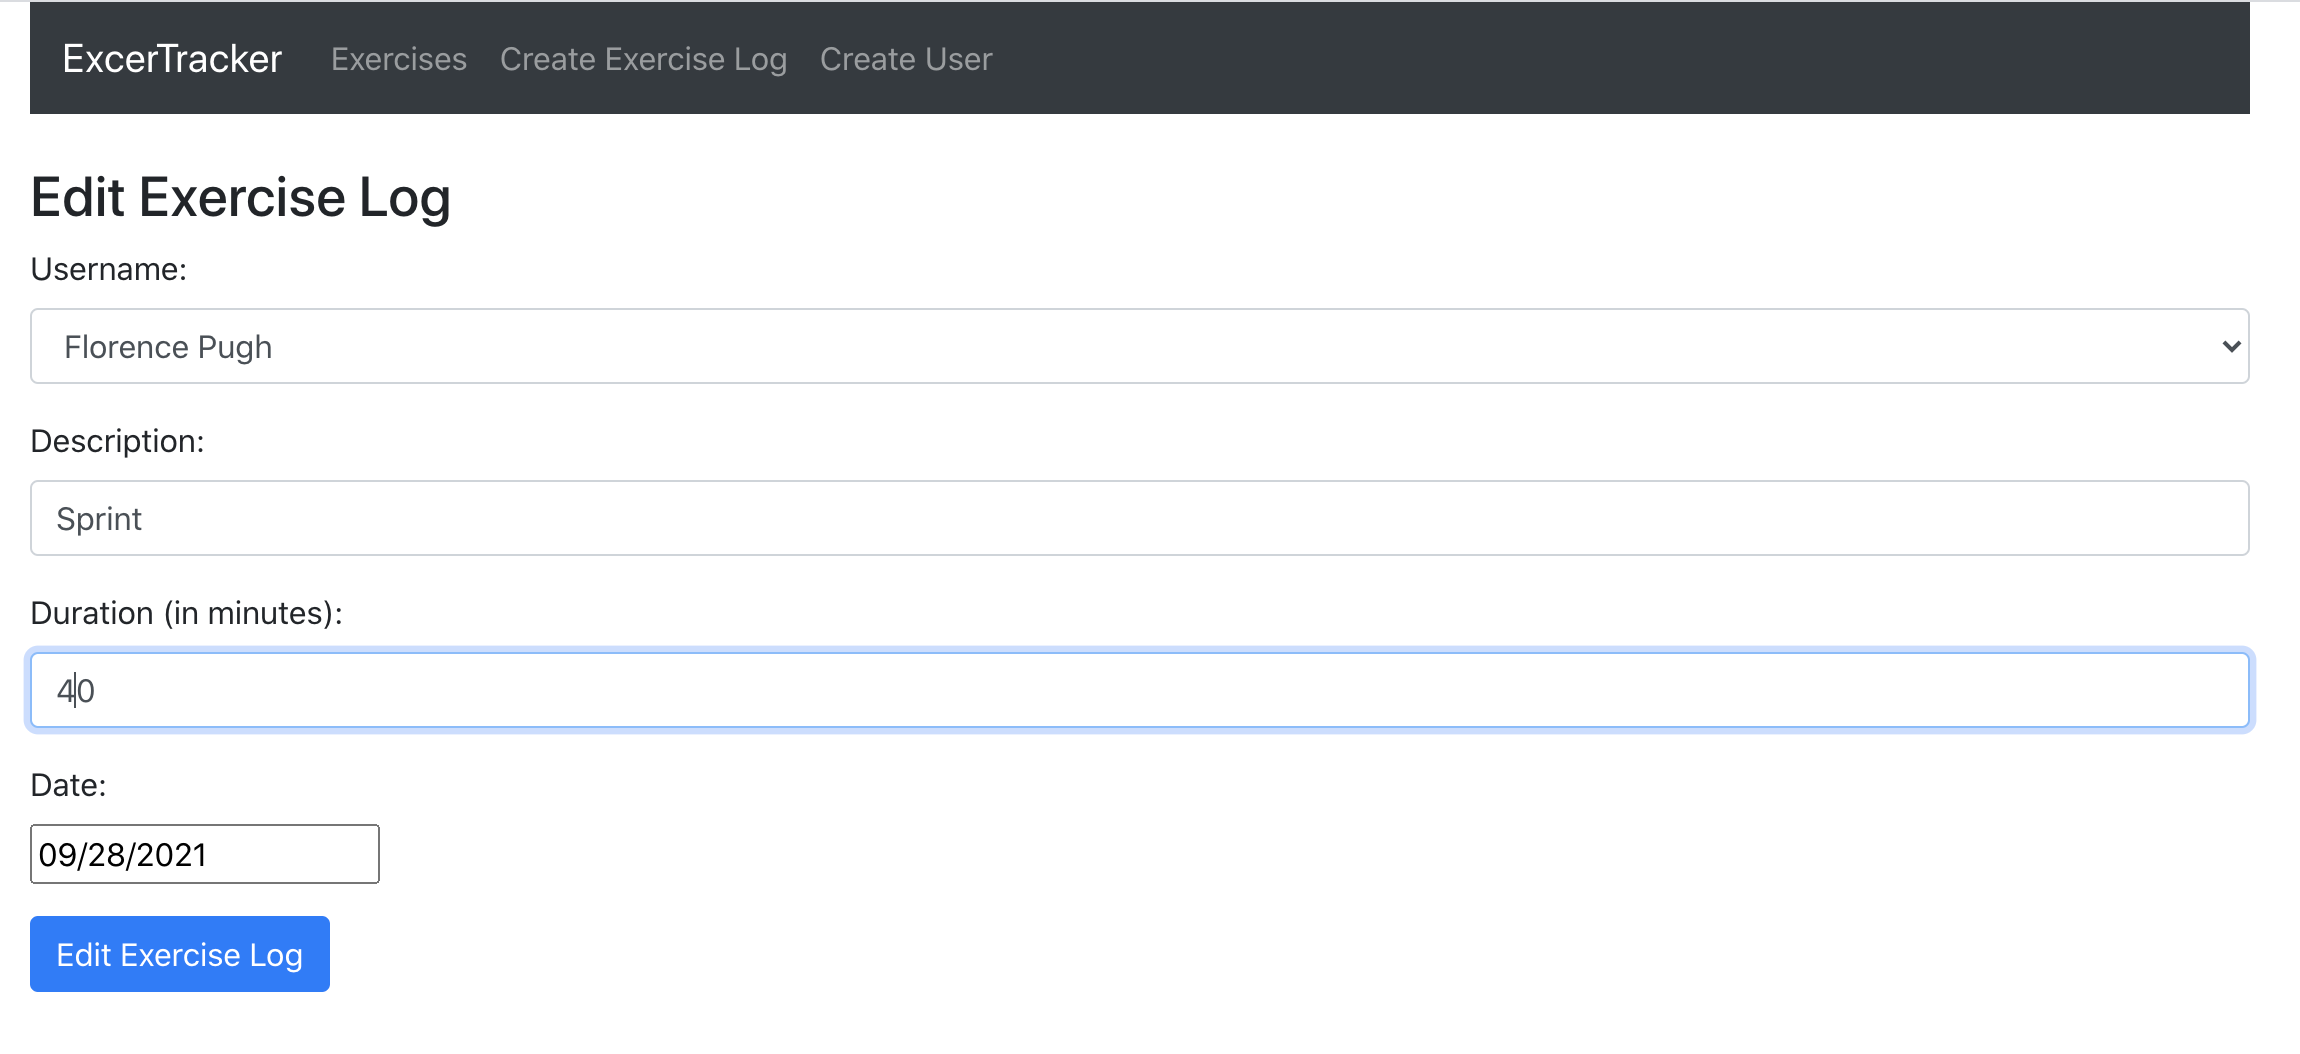 ExcerTracker Exercises Create Exercise Log Create User
Edit Exercise Log
Username:
Florence Pugh
Description:
Sprint
Duration (in minutes):
40
Date:
09/28/2021
Edit Exercise Log